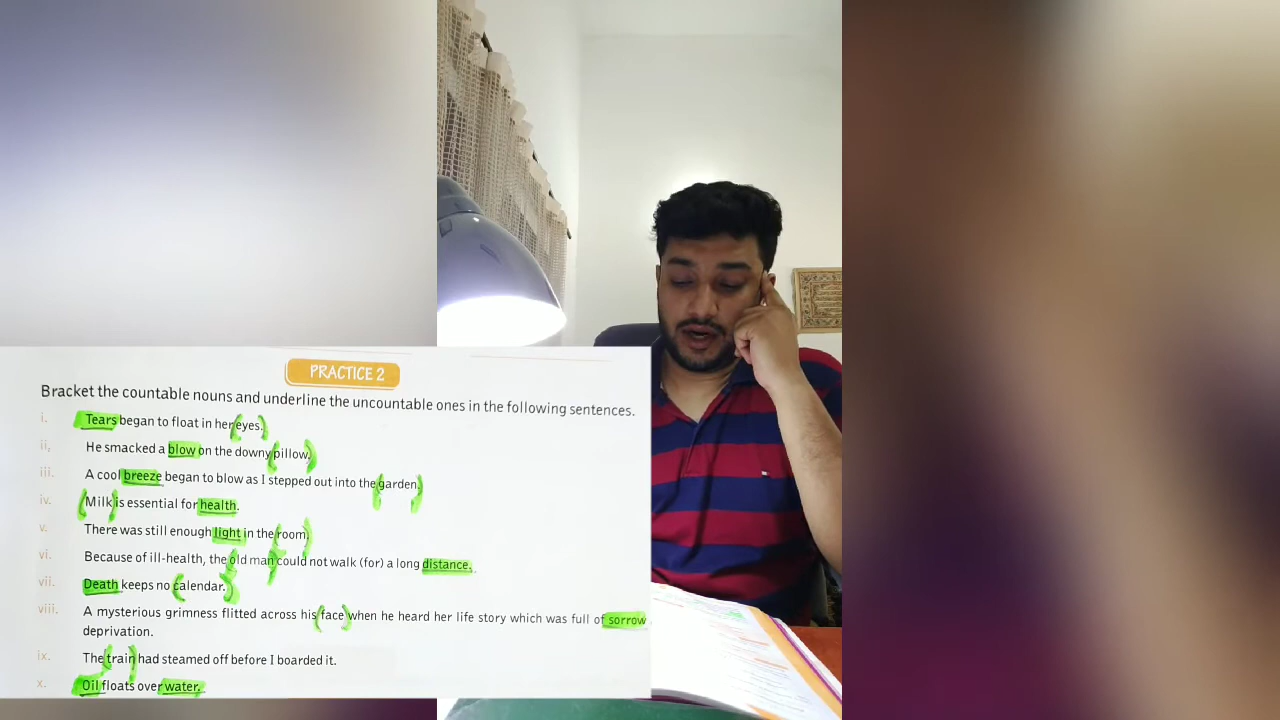 PRACTICE 2
Bracket the countable nouns and underline the uncountable ones in the following sentences.
i. Tears began to float in her (eyes.)
ii, He smacked a blow on the downy (pillow.)
iii. A cool breeze began to blow as I stepped out into the (garden.)
iv. (Milk) is essential for health.
v. There was still enough light in the (room.)
vi. Because of ill-health, the (old man) could not walk (for) a long distance.
vii. Death keeps no (calendar.)
viii. A mysterious grimness flitted across his (face) when he heard her life story which was full of sorrow
deprivation.
ix. The (train) had steamed off before I boarded it.
x. Oil floats over water.